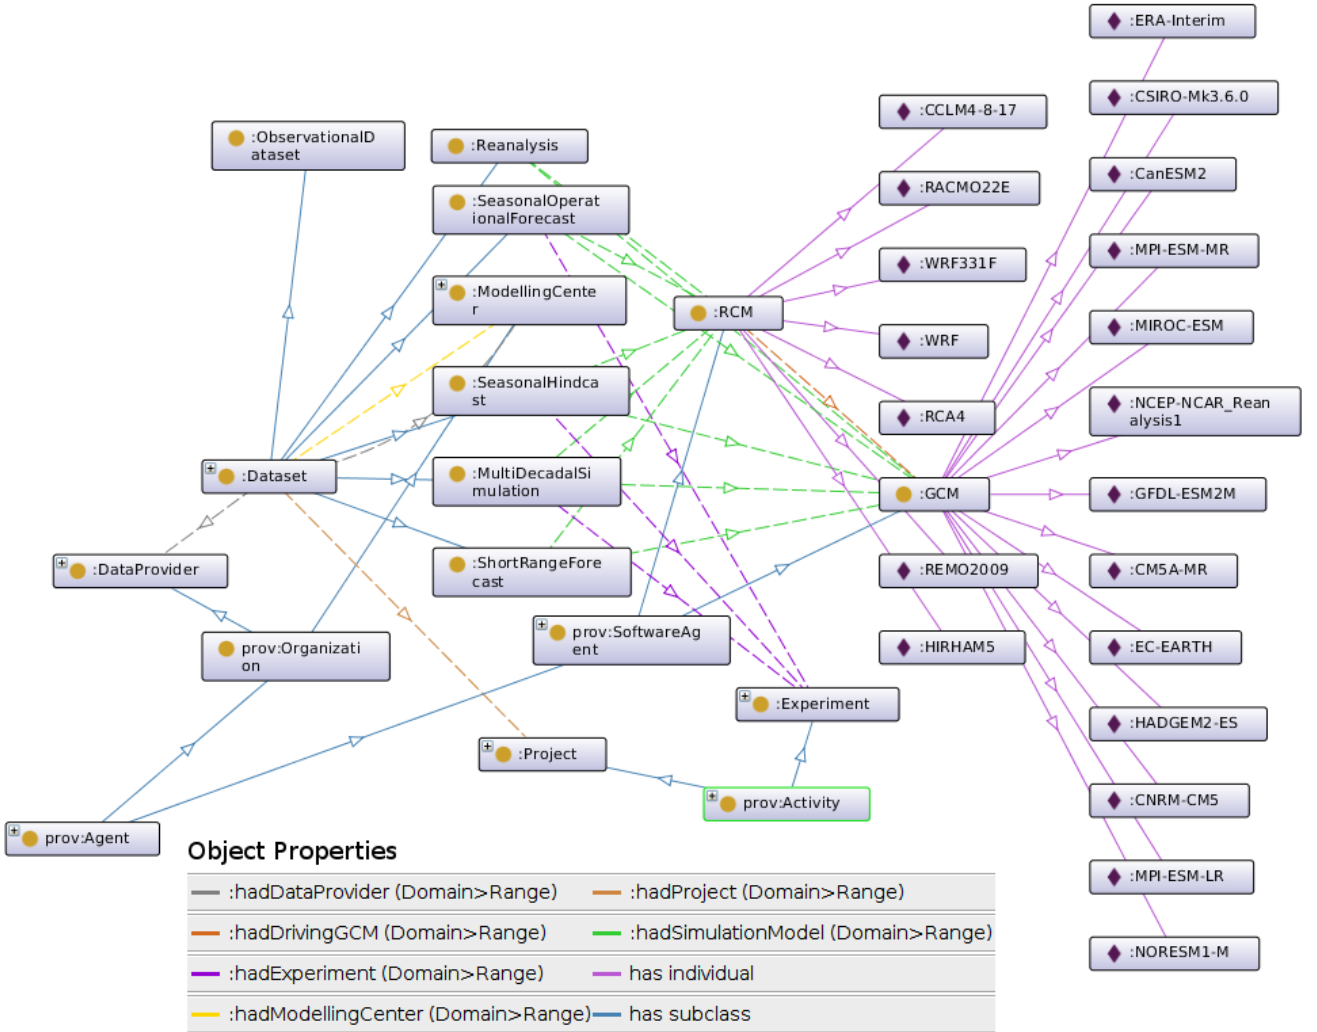 :ERA-Interim
:CSIRO-Mk3.6.0
:CCLM4-8-17
:ObservationalD
ataset
:Reanalysis
:CanESM2
:RACMO22E
:SeasonalOperat
ionalForecast
:MPI-ESM-MR
:WRF331F
:ModellingCente
r
:RCM
:MIROC-ESM
:WRF
:SeasonalHindca
st
:NCEP-NCAR_Rean
alysis1
:RCA4
:Dataset
:MultiDecadalSi
mulation
:GCM
:GFDL-ESM2M
:DataProvider
:ShortRangeFore
cast
:REMO2009
:CM5A-MR
prov:Organizati
on
prov:SoftwareAg
ent
:HIRHAM5
:EC-EARTH
:Experiment
:HADGEM2-ES
:Project
prov:Activity
:CNRM-CM5
prov:Agent
:MPI-ESM-LR
:NORESM1-M
Object Properties
:hadDataProvider (Domain>Range)
:hadProject (Domain>Range)
:hadDrivingGCM (Domain>Range)
:hadSimulationModel (Domain>Range)
:hadExperiment (Domain>Range)
has individual
:hadModellingCenter (Domain>Range)
has subclass